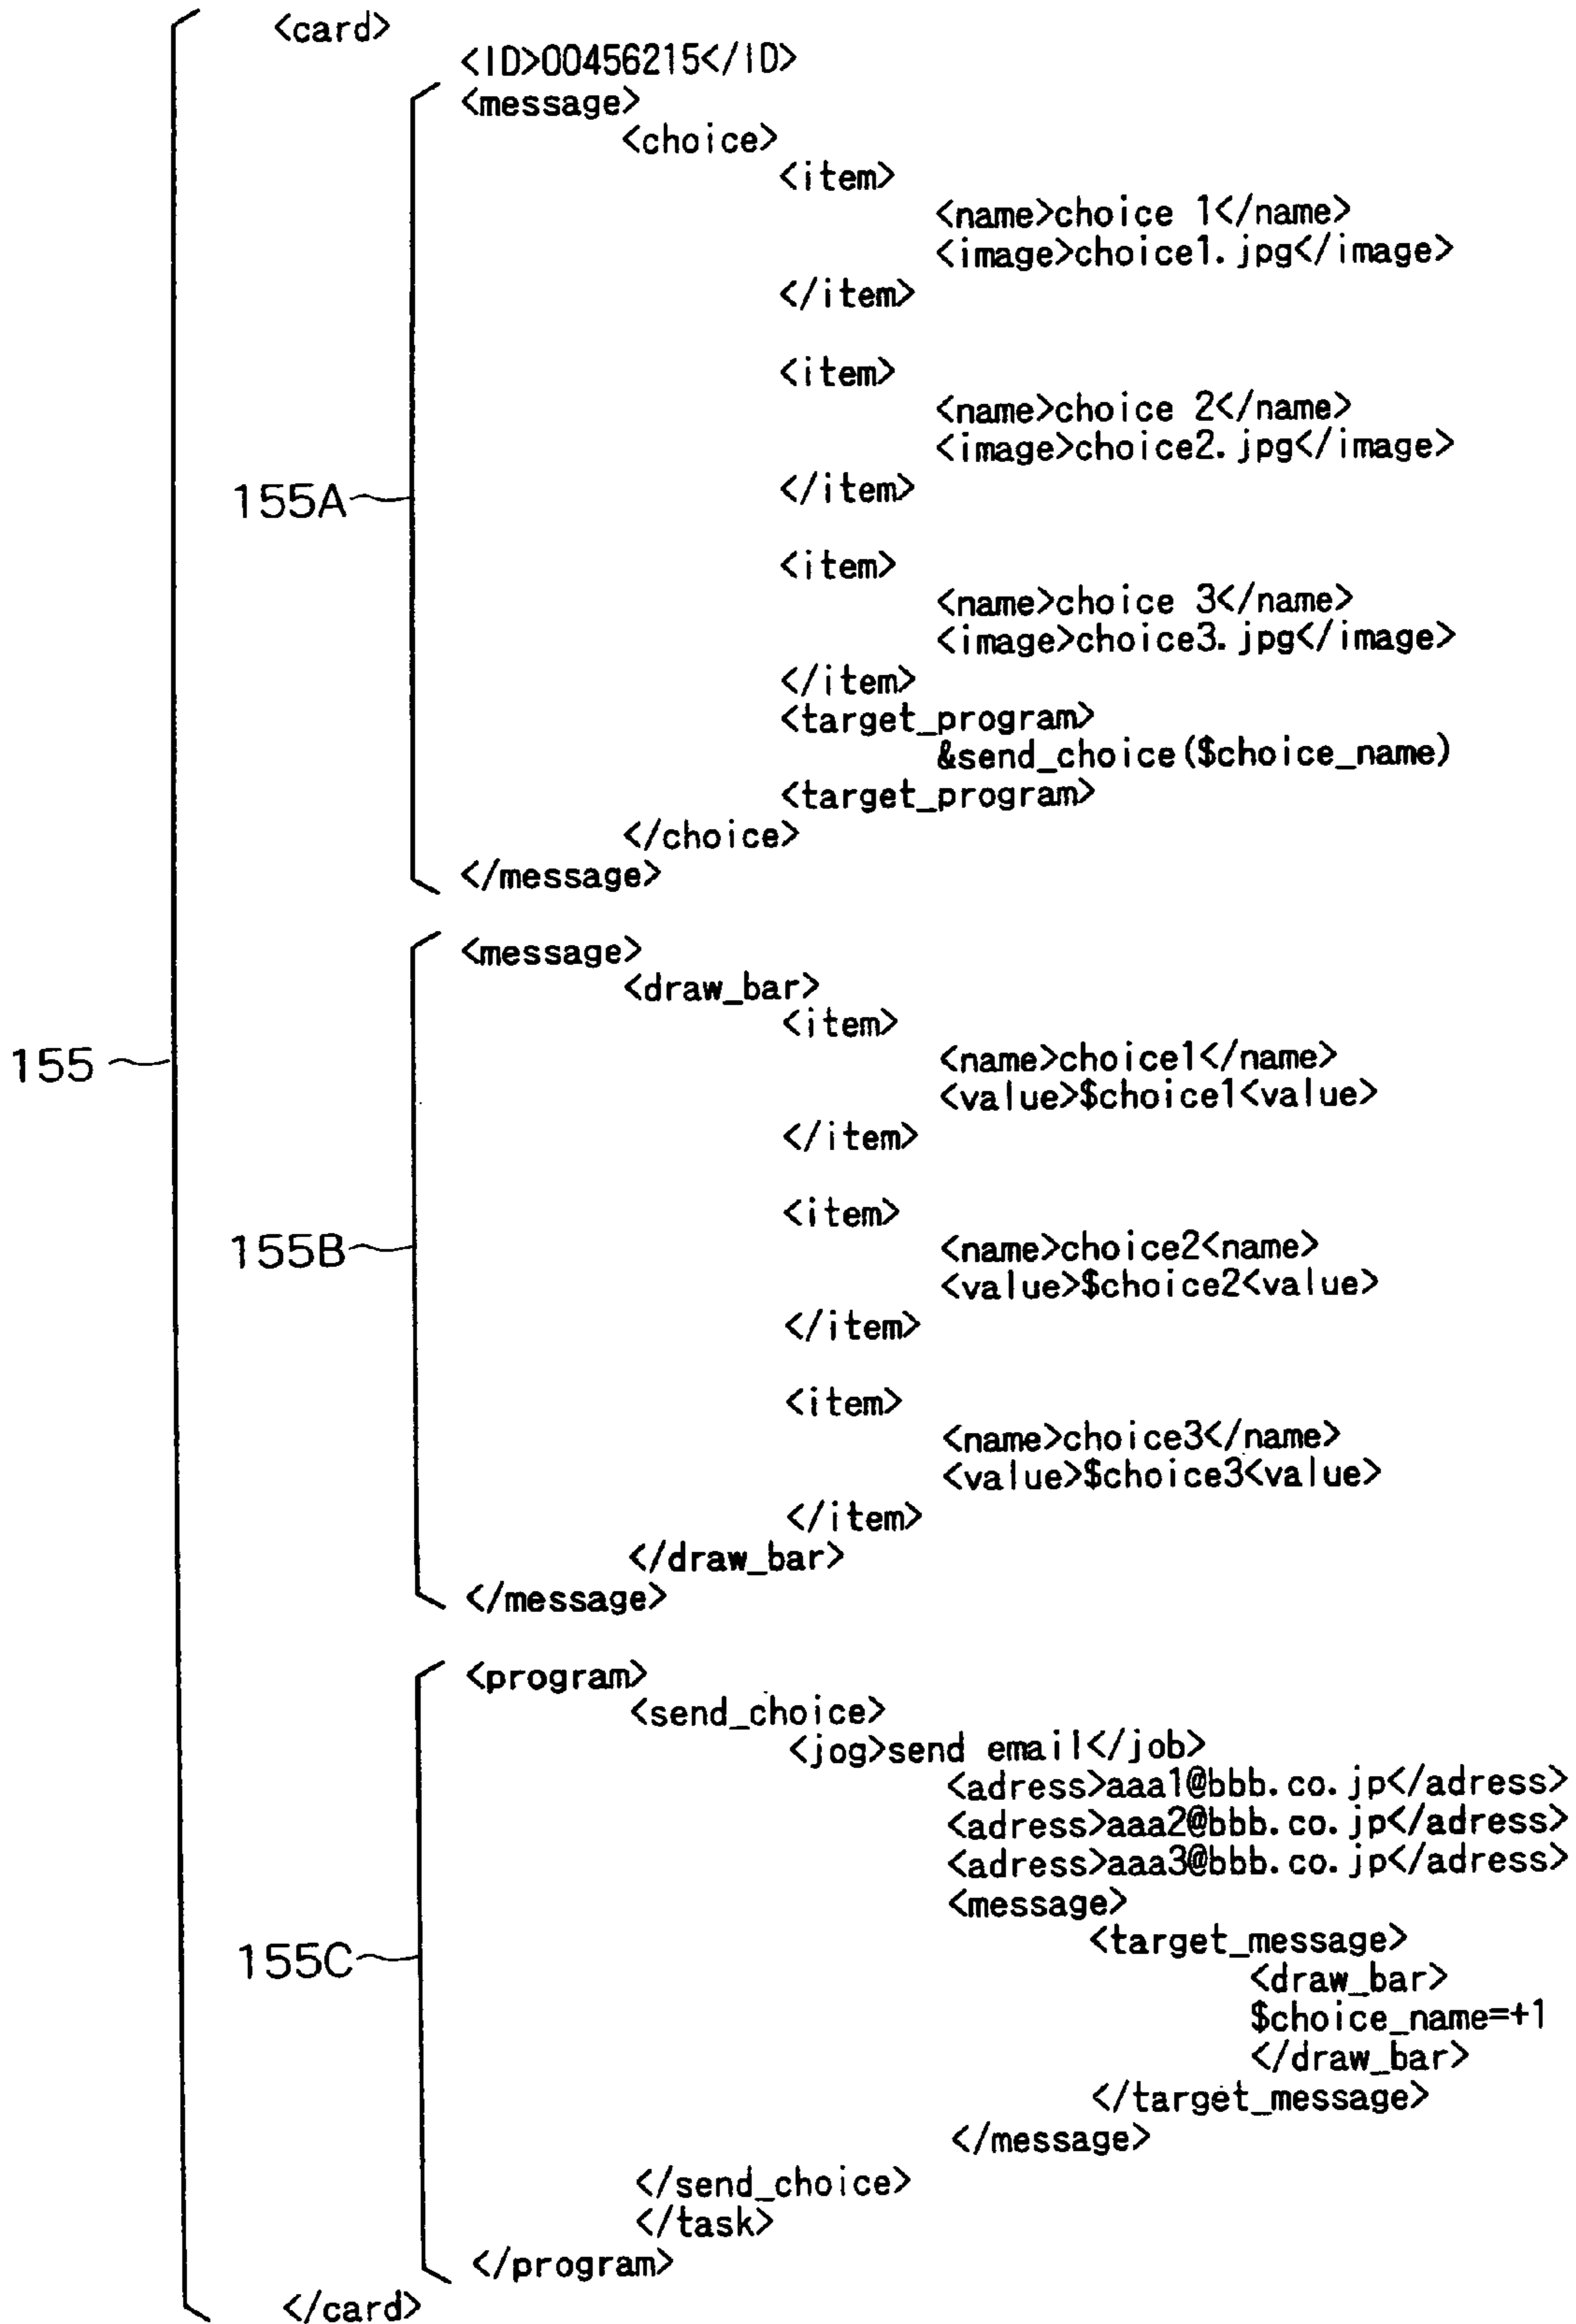 <card>
<ID>00456215</ID>
<message>
<choice>
<item>
<name>choice 1</name>
<image>choice1.jpg</image>
</item>
<item>
<name>choice 2</name>
<image>choice2.jpg</image>
</item>
155A
<item>
<name>choice 3</name>
<image>choice3.jpg</image>
</item>
<target_program>
&send_choice($choice_name)
<target_program>
</choice>
</message>
<message>
<draw_bar>
<item>
155
<name>choice1</name>
<value>$choice1<value>
</item>
<item>
155B
<name>choice2<name>
<value>$choice2<value>
</item>
<item>
<name>choice3</name>
<value>$choice3<value>
</item>
</draw_bar>
</message>
<program>
<send_choice>
<jog>send email</job>
<adress>aaa1@bbb.co.jp</adress>
<adress>aaa2@bbb.co.jp</adress>
<adress>aaa3@bbb.co.jp</adress>
<message>
<target_message>
155C
<draw_bar>
$choice_name=+1
</draw_bar>
</target_message>
</message>
</send_choice>
</task>
</program>
</card>